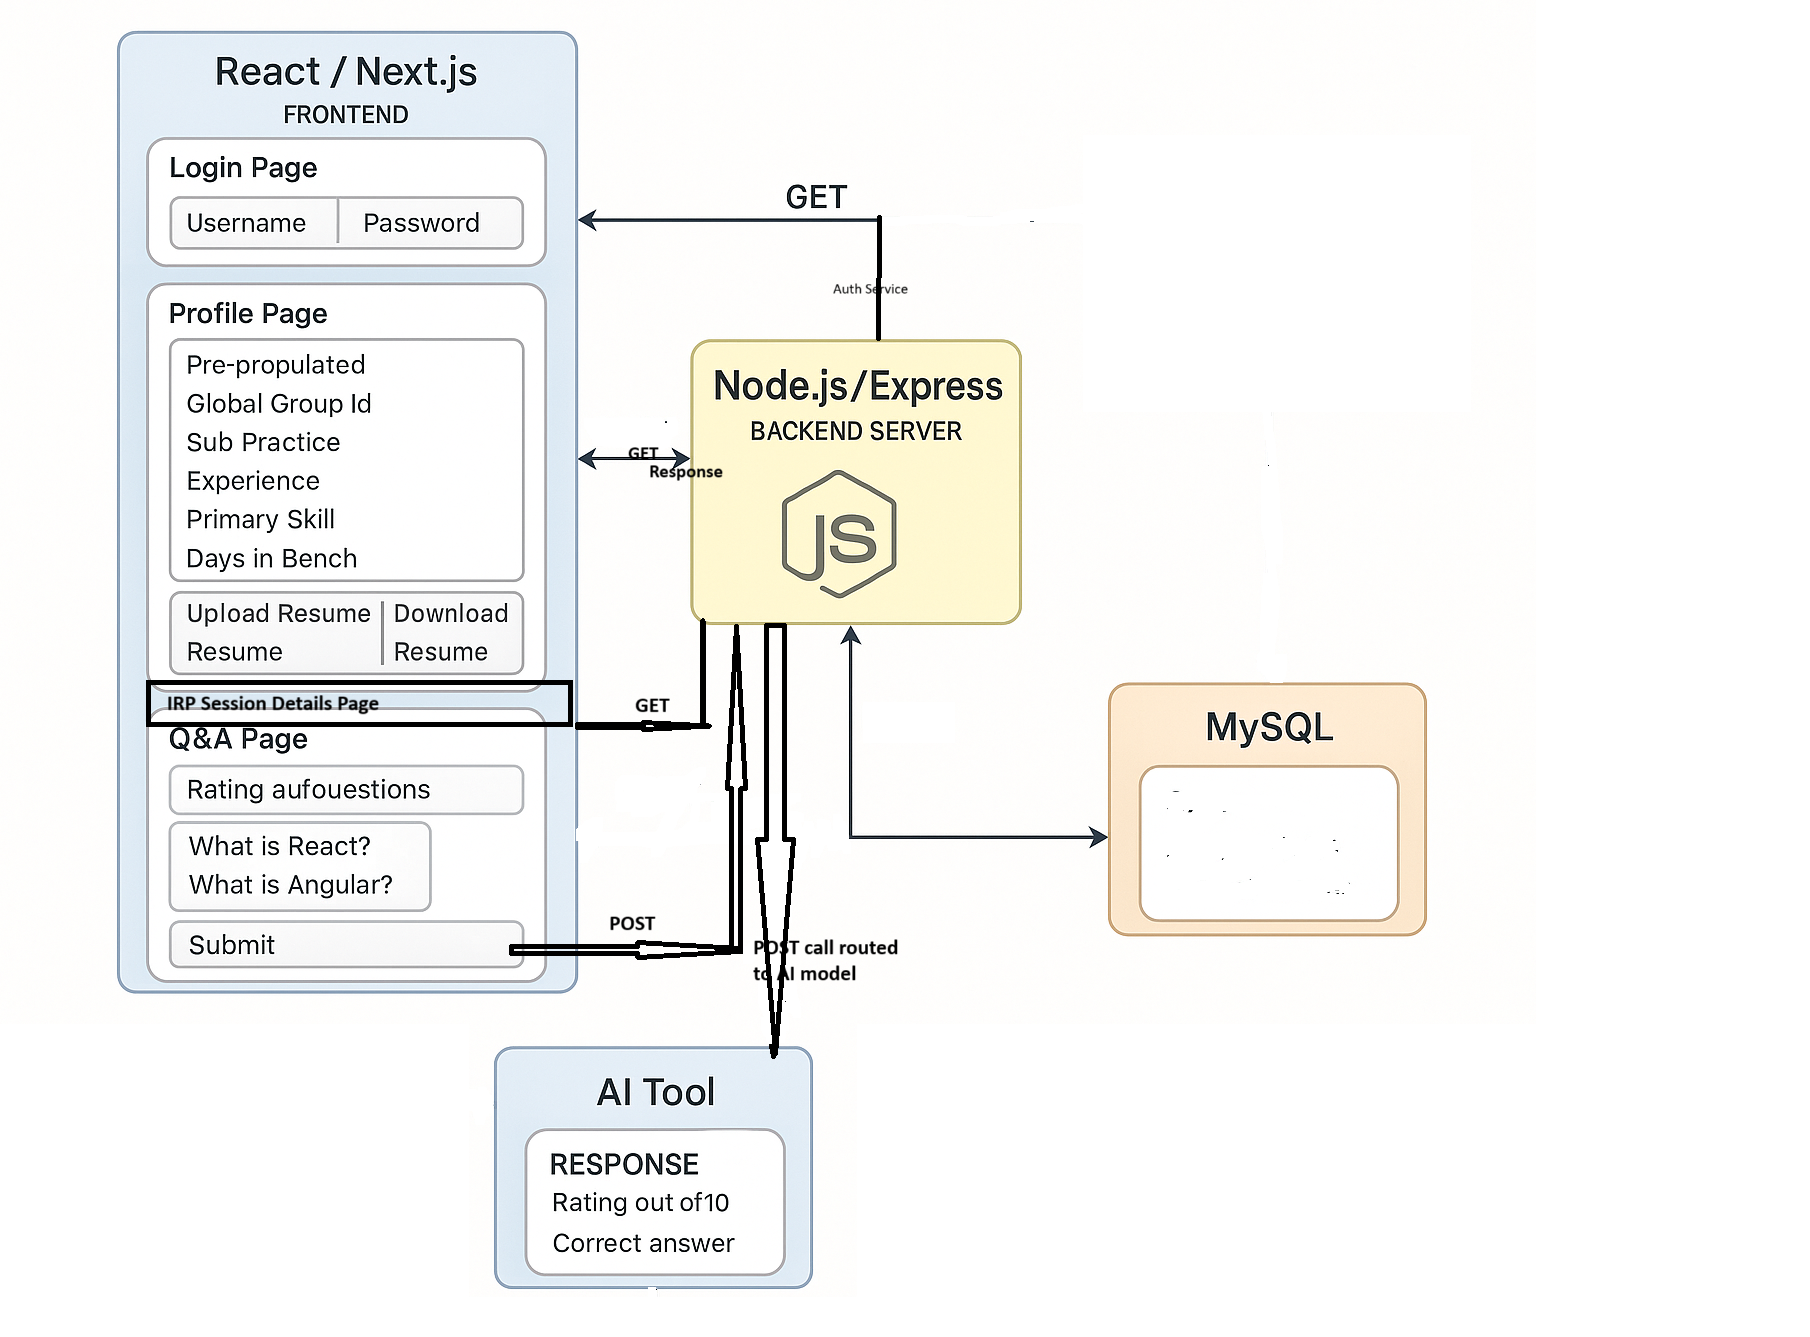 React / Next.js
FRONTEND
Login Page
Username
Password
Profile Page
Pre-propulated
Global Group Id
Sub Practice
Experience
Primary Skill
Days in Bench
Upload Resume
Resume
Download
Resume
IRP Session Details Page
Q&A Page
Rating aufouestions
What is React?
What is Angular?
Submit
GET
Auth Service
GET
Response
Node.js/Express
BACKEND SERVER
JS
GET
POST
POST call routed
to AI model
MySQL
AI Tool
RESPONSE
Rating out of10
Correct answer